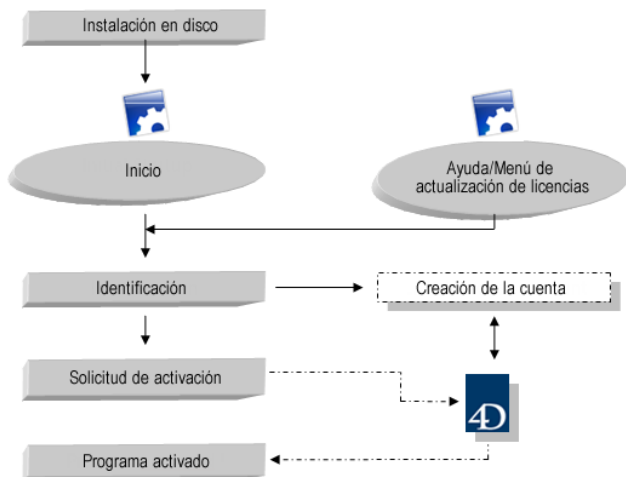 Instalación en disco
Inicio
Ayuda/Menú de
actualización de licencias
Identificación
Creación de la cuenta
Solicitud de activación
4D
Programa activado